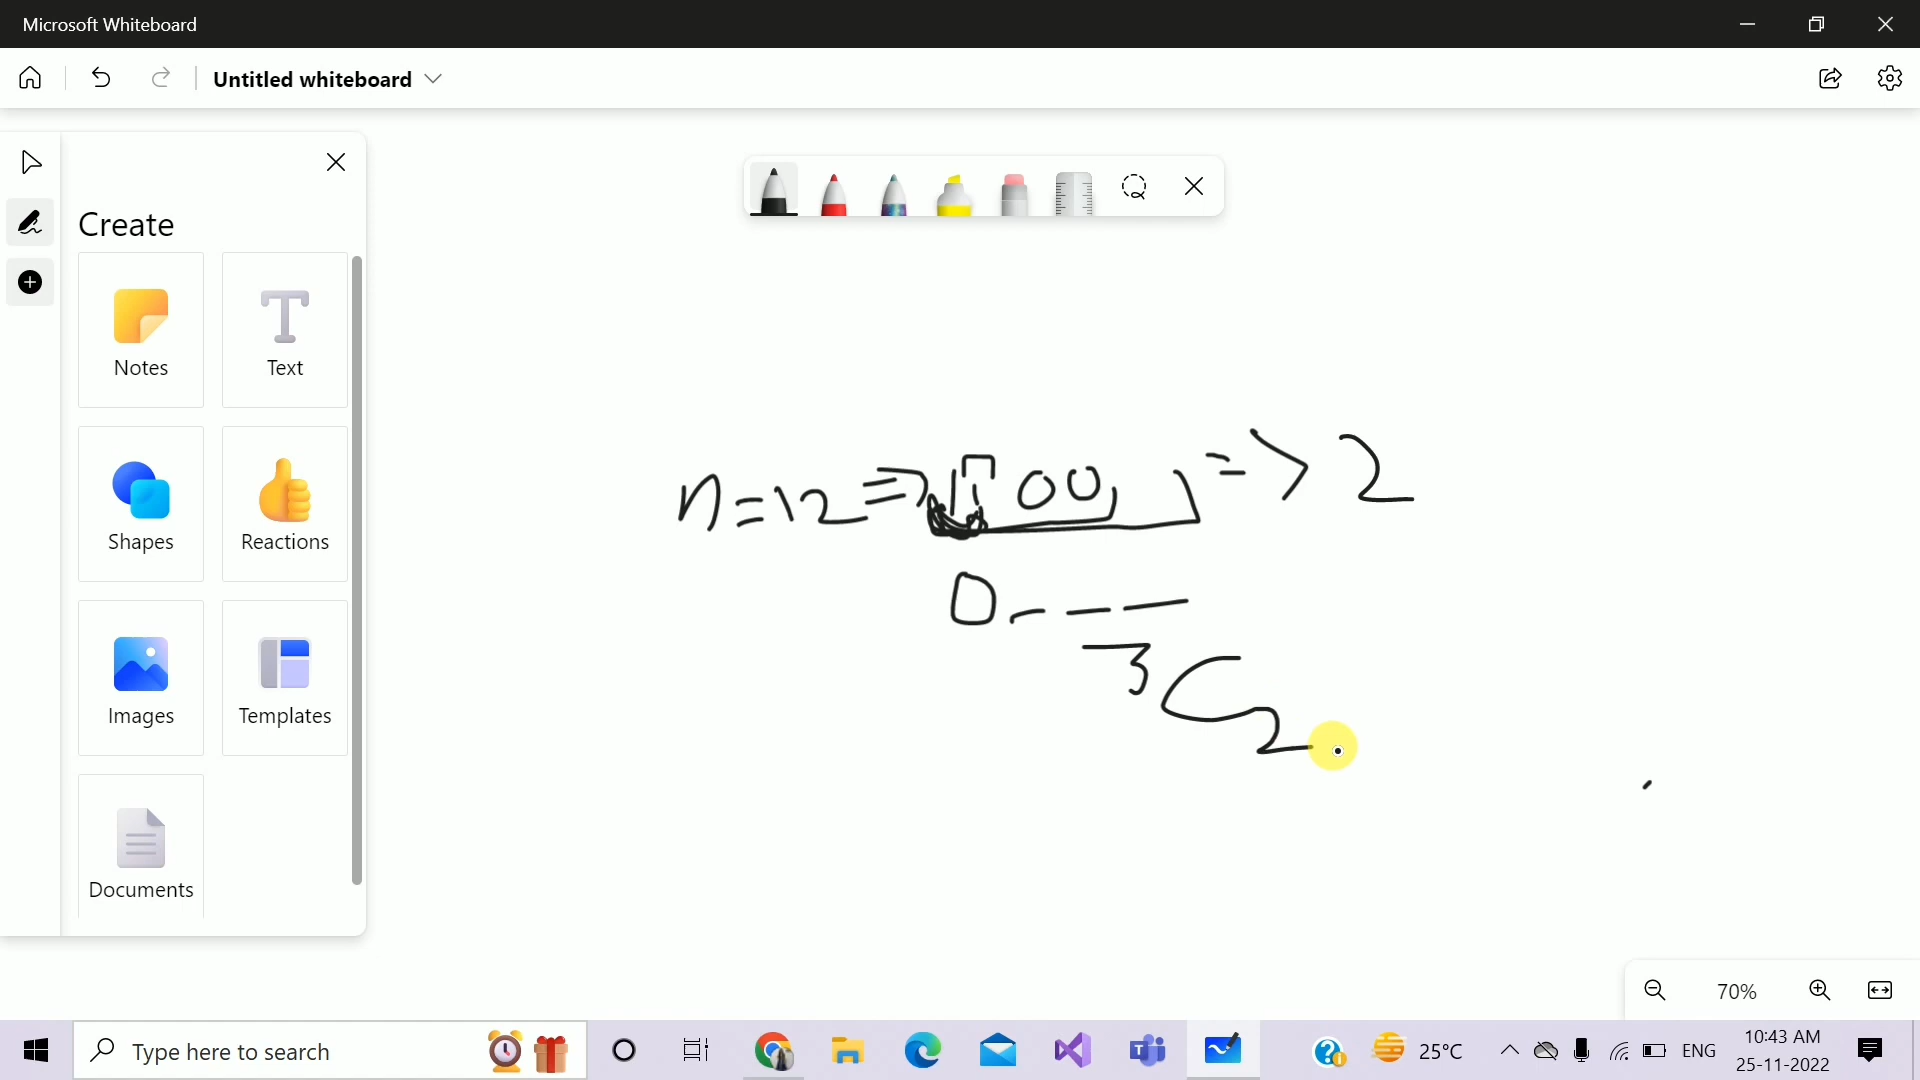 Microsoft Whiteboard
Untitled whiteboard
Create
Notes
Text
Shapes
Reactions
Images
Templates
Documents
n=12 => 1100 => 2
0 _ _ _
3C2
70%
Type here to search
25°C
ENG
10:43 AM
25-11-2022